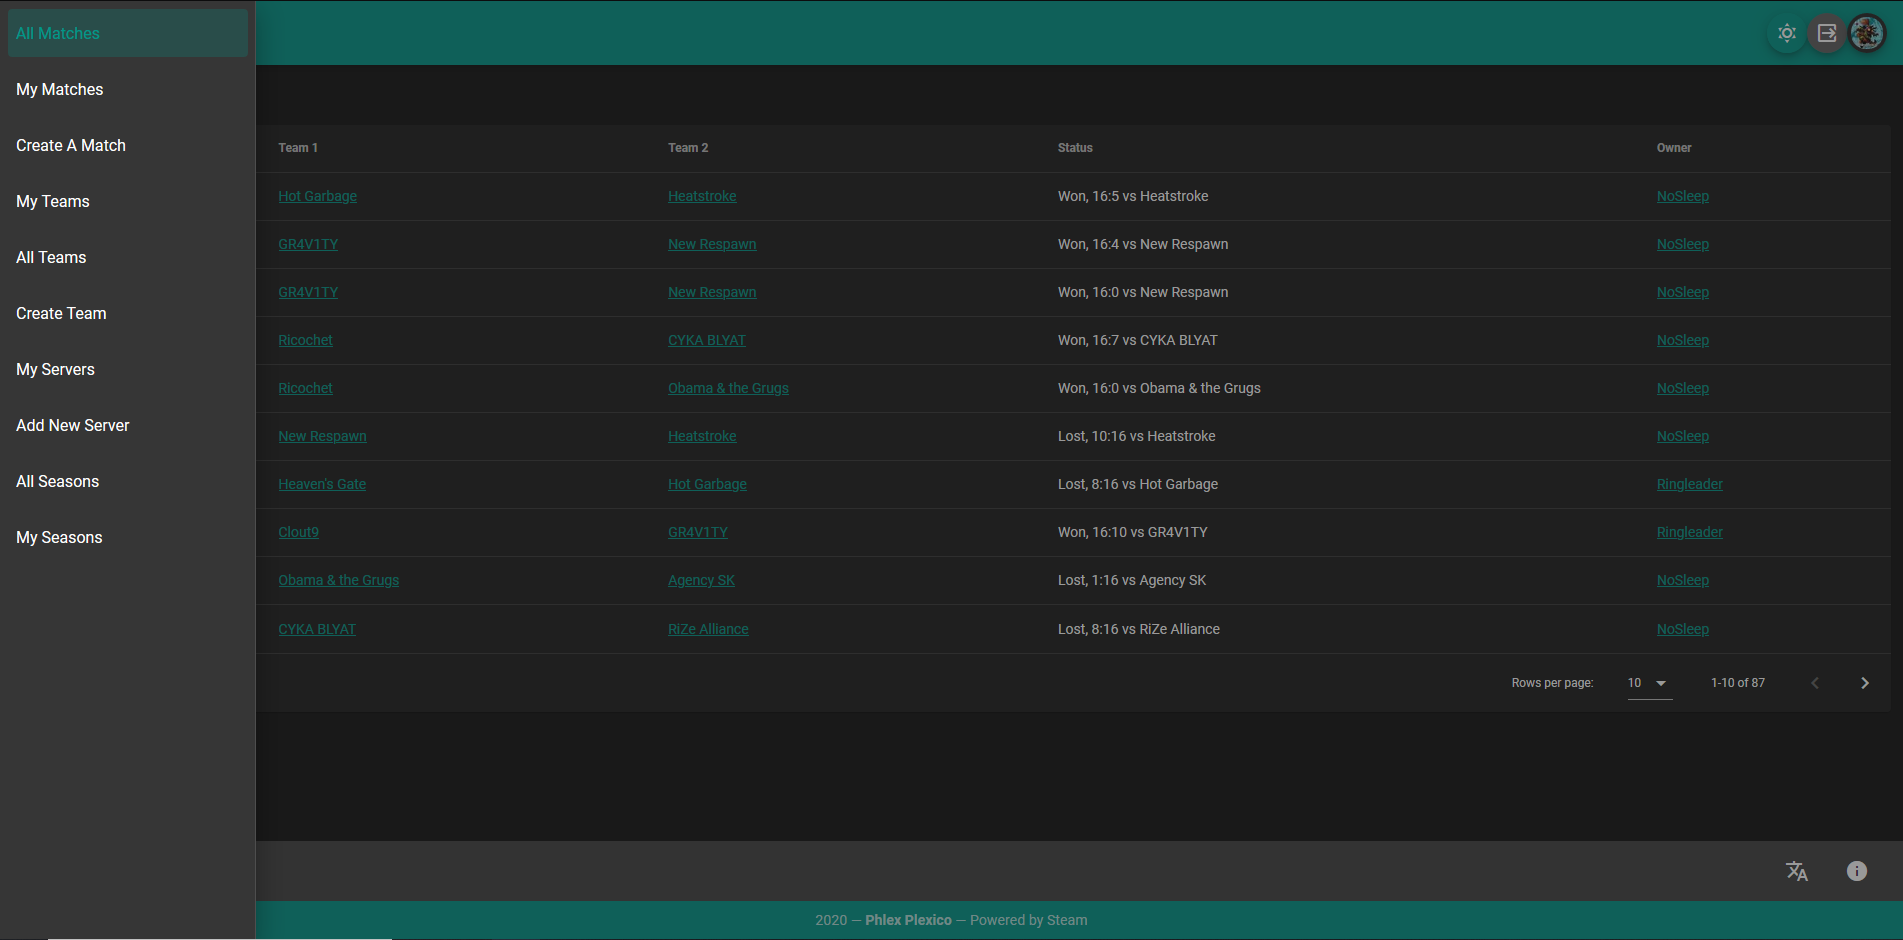 All Matches
My Matches
Create A Match
My Teams
All Teams
Create Team
My Servers
Add New Server
All Seasons
My Seasons
Team 1 Team 2 Status Owner
Hot Garbage Heatstroke Won, 16:5 vs Heatstroke NoSleep
GR4V1TY New Respawn Won, 16:4 vs New Respawn NoSleep
GR4V1TY New Respawn Won, 16:0 vs New Respawn NoSleep
Ricochet CYKA BLYAT Won, 16:7 vs CYKA BLYAT NoSleep
Ricochet Obama & the Grugs Won, 16:0 vs Obama & the Grugs NoSleep
New Respawn Heatstroke Lost, 10:16 vs Heatstroke NoSleep
Heaven's Gate Hot Garbage Lost, 8:16 vs Hot Garbage Ringleader
Clout9 GR4V1TY Won, 16:10 vs GR4V1TY Ringleader
Obama & the Grugs Agency SK Lost, 1:16 vs Agency SK NoSleep
CYKA BLYAT RiZe Alliance Lost, 8:16 vs RiZe Alliance NoSleep
Rows per page: 10 1-10 of 87
2020 — Phlex Plexico — Powered by Steam